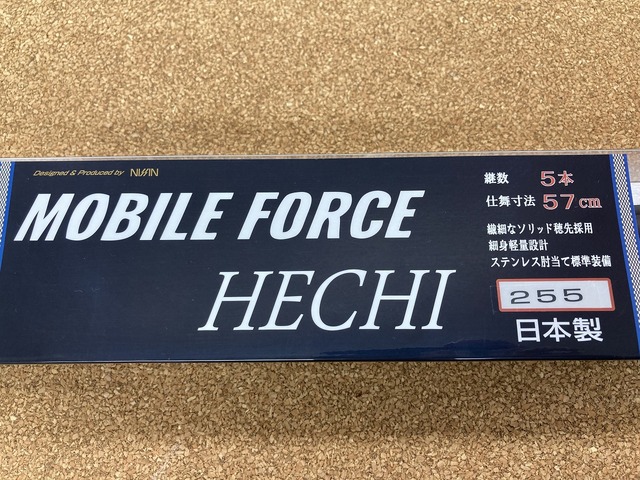 Designed & Produced by NISSIN
MOBILE FORCE
HECHI
継数 5本
仕舞寸法 57cm
繊細なソリッド穂先採用
細身軽量設計
ステンレス肘当て標準装備
255
日本製